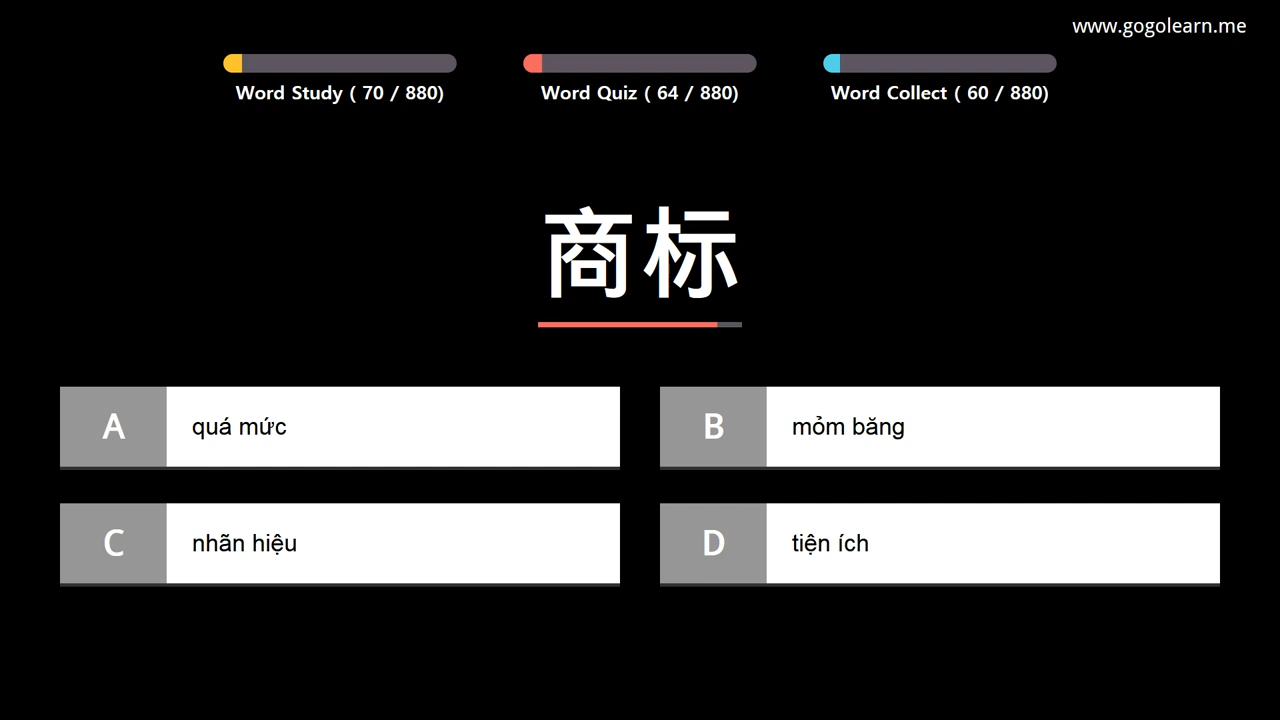 www.gogolearn.me
Word Study ( 70 / 880)
Word Quiz ( 64 / 880)
Word Collect ( 60 / 880)
商标
A quá mức
B mỏm băng
C nhãn hiệu
D tiện ích